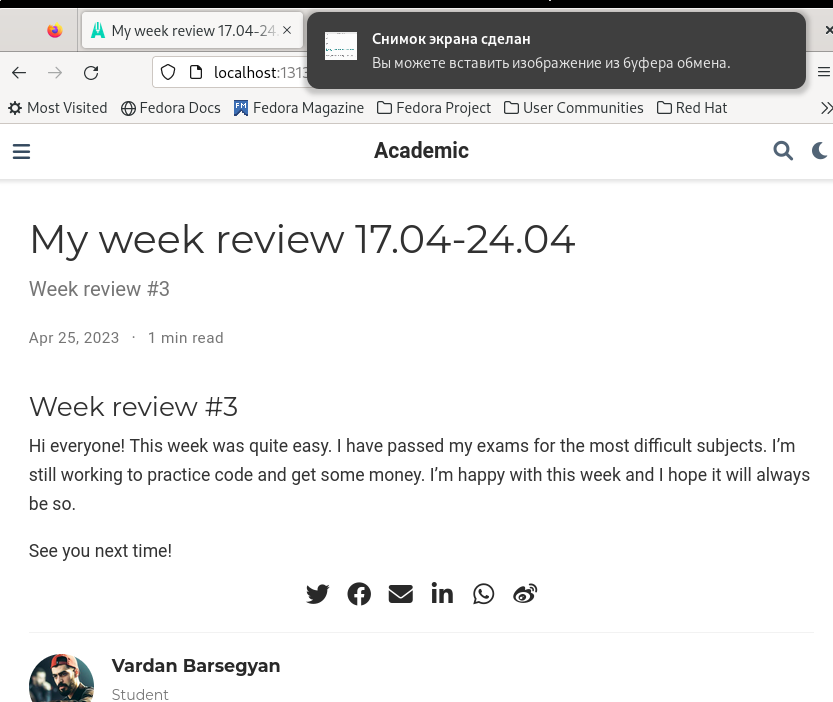 My week review 17.04-24
Снимок экрана сделан
Вы можете вставить изображение из буфера обмена.
localhost:1313
Most Visited
Fedora Docs
FM
Fedora Magazine
Fedora Project
User Communities
Red Hat
Academic
My week review 17.04-24.04
Week review #3
Apr 25, 2023 · 1 min read
Week review #3
Hi everyone! This week was quite easy. I have passed my exams for the most difficult subjects. I’m
still working to practice code and get some money. I’m happy with this week and I hope it will always
be so.
See you next time!
Vardan Barsegyan
Student